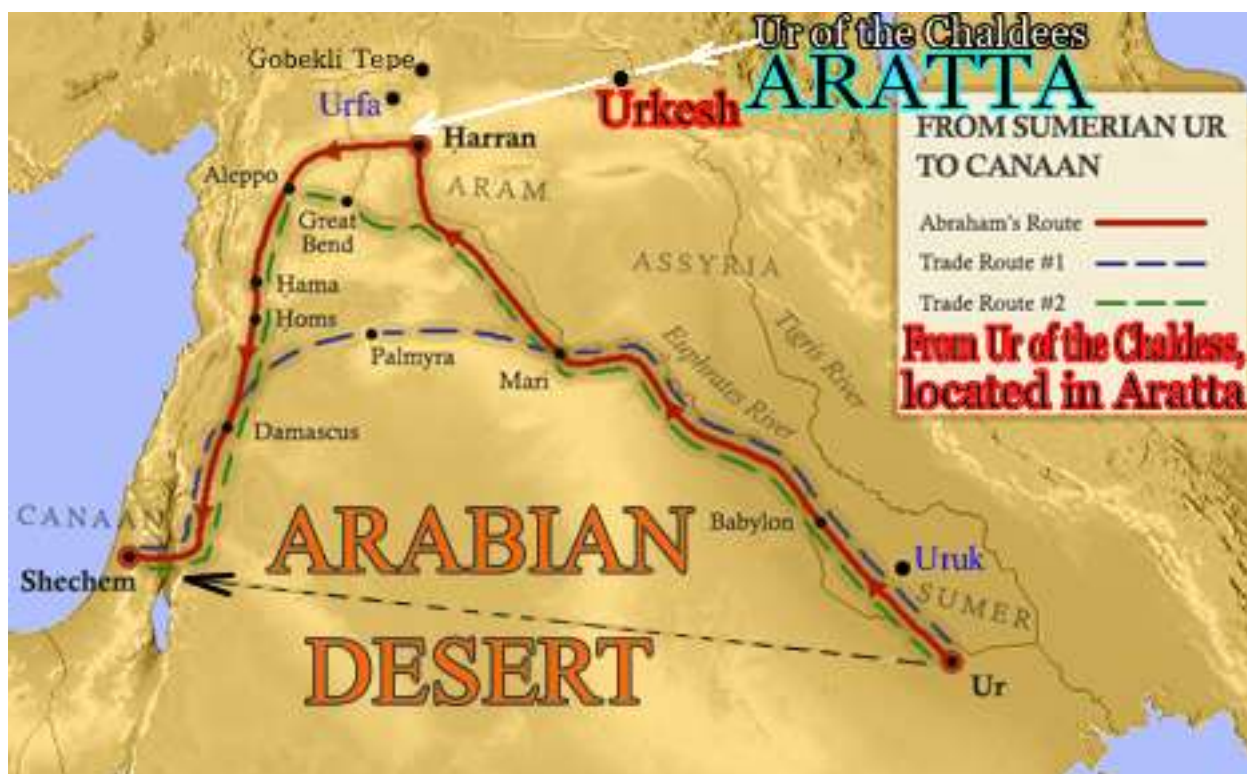 Ur of the Chaldees
Gobekli Tepe
ARATTA
Urfa
Urkesh
FROM SUMERIAN UR
TO CANAAN
Harran
Aleppo
ARAM
Great
Bend
Abraham's Route
ASSYRIA
Trade Route #1
Hama
Trade Route #2
Homs
Palmyra
Mari
Euphrates River
Tigris River
From Ur of the Chaldess,
located in Aratta
Damascus
CANAAN
ARABIAN
Babylon
Uruk
Shechem
SUMER
DESERT
Ur